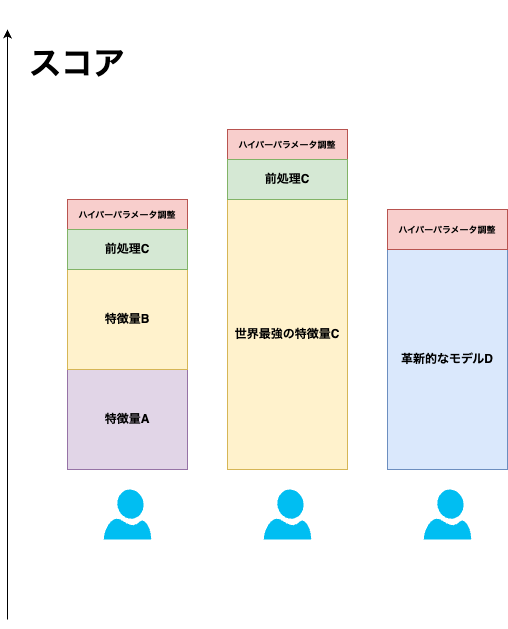 スコア
ハイパーパラメータ調整
前処理C
特徴量B
特徴量A
ハイパーパラメータ調整
前処理C
世界最強の特徴量C
ハイパーパラメータ調整
革新的なモデルD